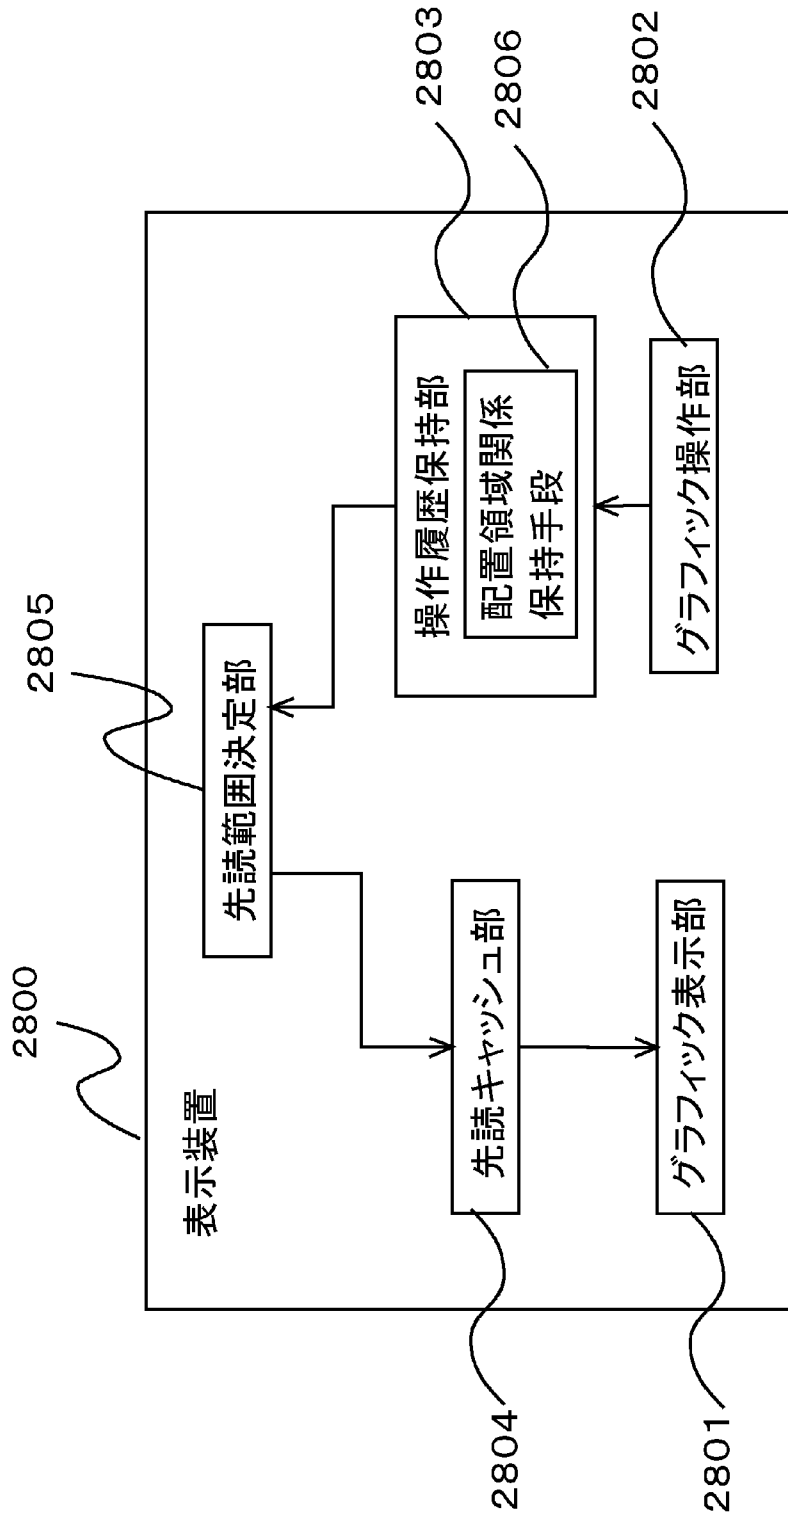 2800
表示装置
2805
先読範囲決定部
2804
先読キャッシュ部
2803
操作履歴保持部
2806
配置領域関係
保持手段
2801
グラフィック表示部
2802
グラフィック操作部